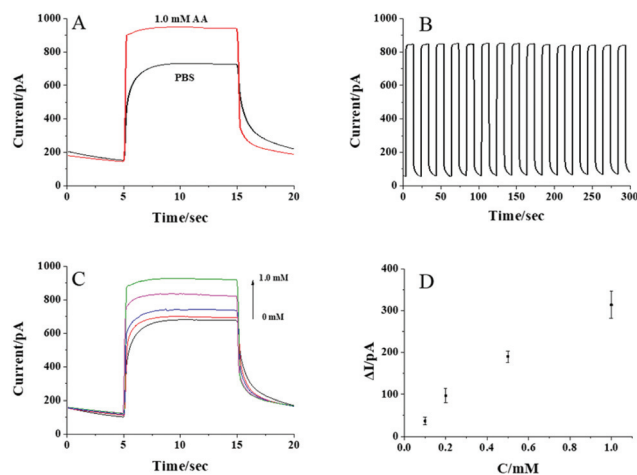 A
1.0 mM AA
PBS
Current/pA
1000
800
600
400
200
0
0
5
10
15
20
Time/sec
B
Current/pA
1000
800
600
400
200
0
0
50
100
150
200
250
300
Time/sec
C
1.0 mM
0 mM
Current/pA
1000
800
600
400
200
0
0
5
10
15
20
Time/sec
D
ΔI/pA
400
300
200
100
0
0.2
0.4
0.6
0.8
1.0
C/mM